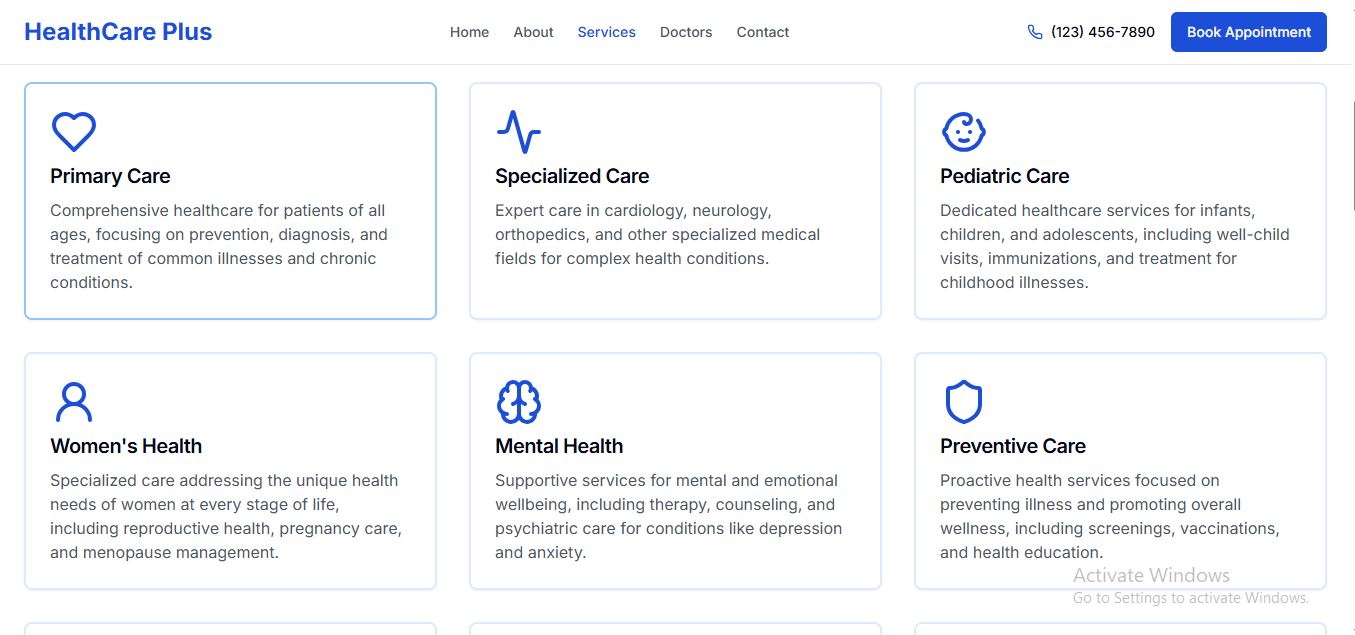 HealthCare Plus
Home
About
Services
Doctors
Contact
(123) 456-7890
Book Appointment
Primary Care
Comprehensive healthcare for patients of all
ages, focusing on prevention, diagnosis, and
treatment of common illnesses and chronic
conditions.
Specialized Care
Expert care in cardiology, neurology,
orthopedics, and other specialized medical
fields for complex health conditions.
Pediatric Care
Dedicated healthcare services for infants,
children, and adolescents, including well-child
visits, immunizations, and treatment for
childhood illnesses.
Women's Health
Specialized care addressing the unique health
needs of women at every stage of life,
including reproductive health, pregnancy care,
and menopause management.
Mental Health
Supportive services for mental and emotional
wellbeing, including therapy, counseling, and
psychiatric care for conditions like depression
and anxiety.
Preventive Care
Proactive health services focused on
preventing illness and promoting overall
wellness, including screenings, vaccinations,
and health education.
Activate Windows
Go to Settings to activate Windows.